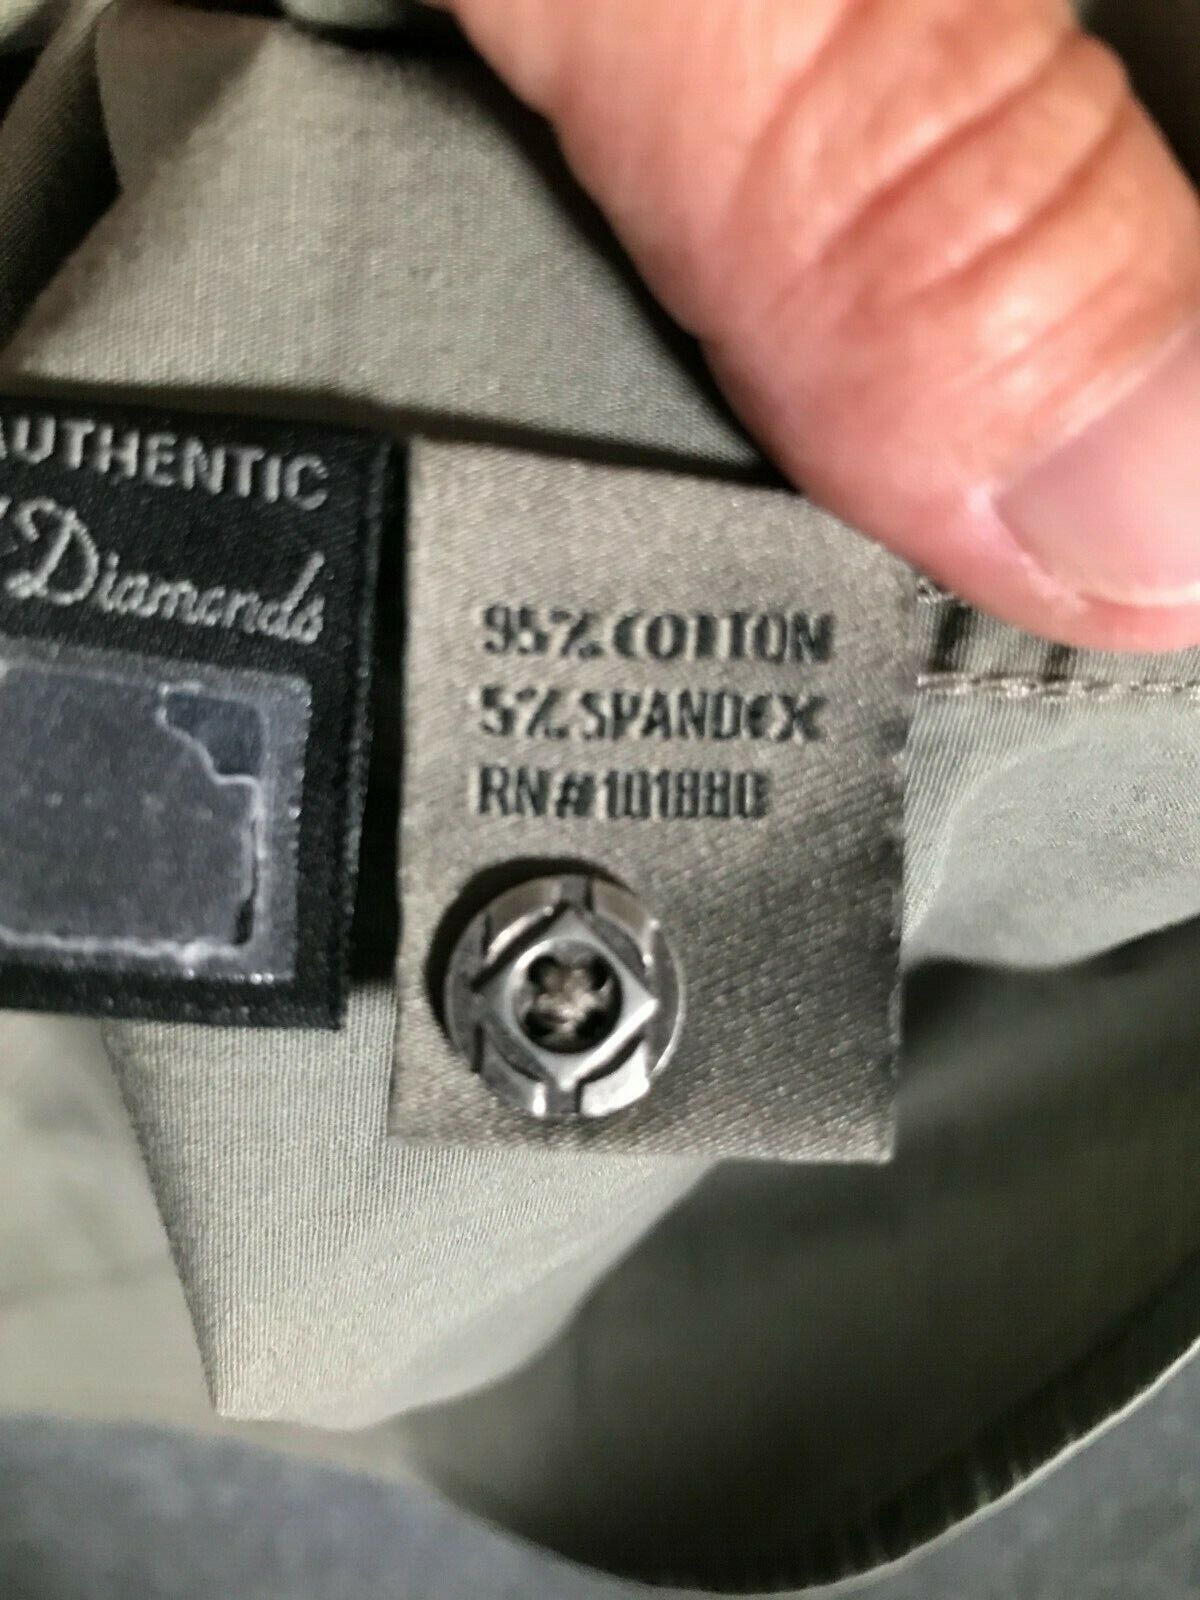 AUTHENTIC
Diamonds
95% COTTON
5% SPANDEX
RN# 101880